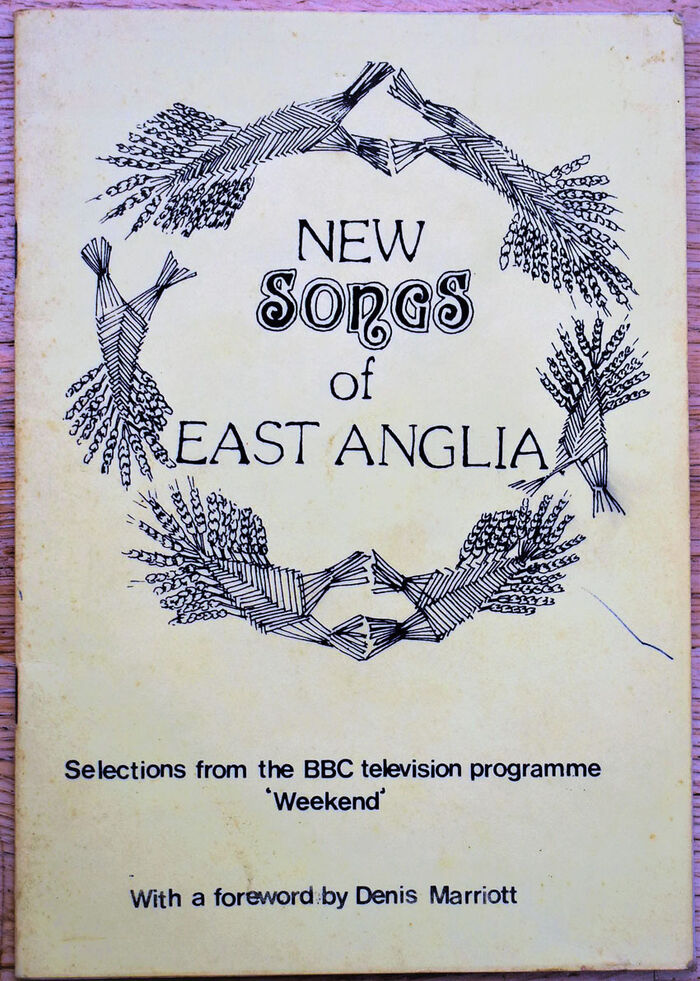 NEW
SONGS
of
EAST ANGLIA
Selections from the BBC television programme
'Weekend'
With a foreword by Denis Marriott